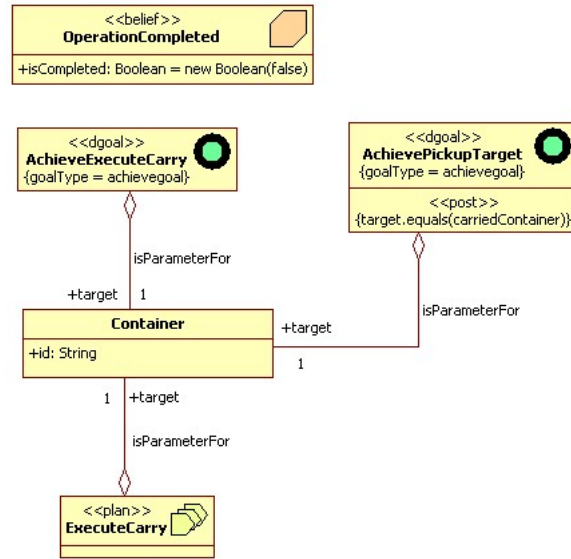 <<belief>>
OperationCompleted
+isCompleted: Boolean = new Boolean(false)
<<dgoal>>
AchieveExecuteCarry
{goalType = achievegoal}
<<dgoal>>
AchievePickupTarget
{goalType = achievegoal}
<<post>>
{target.equals(carriedContainer)}
isParameterFor
+target
1
isParameterFor
Container
+id: String
+target
1
1
+target
isParameterFor
<<plan>>
ExecuteCarry